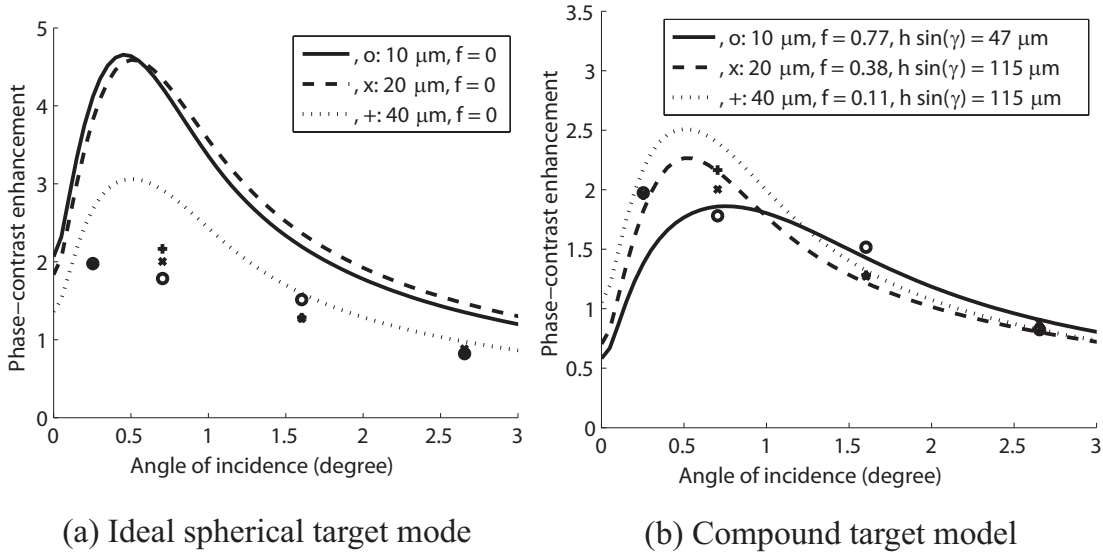 5
4
3
2
1
0
0
0.5
1
1.5
2
2.5
3
Phase−contrast enhancement
Angle of incidence (degree)
, o: 10 μm, f = 0
, x: 20 μm, f = 0
, +: 40 μm, f = 0
(a) Ideal spherical target mode
3.5
3
2.5
2
1.5
1
0.5
0
0
0.5
1
1.5
2
2.5
3
Phase−contrast enhancement
Angle of incidence (degree)
, o: 10 μm, f = 0.77, h sin(γ) = 47 μm
, x: 20 μm, f = 0.38, h sin(γ) = 115 μm
, +: 40 μm, f = 0.11, h sin(γ) = 115 μm
(b) Compound target model